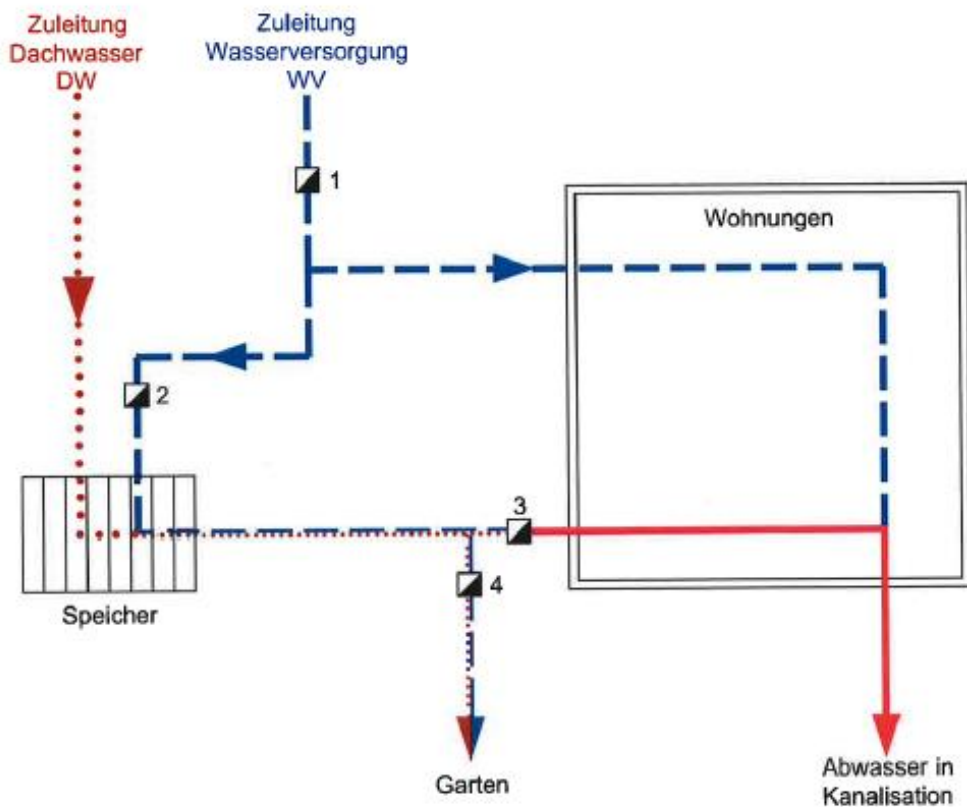 Zuleitung
Dachwasser
DW
Zuleitung
Wasserversorgung
WV
1
Wohnungen
2
3
4
Speicher
Garten
Abwasser in
Kanalisation